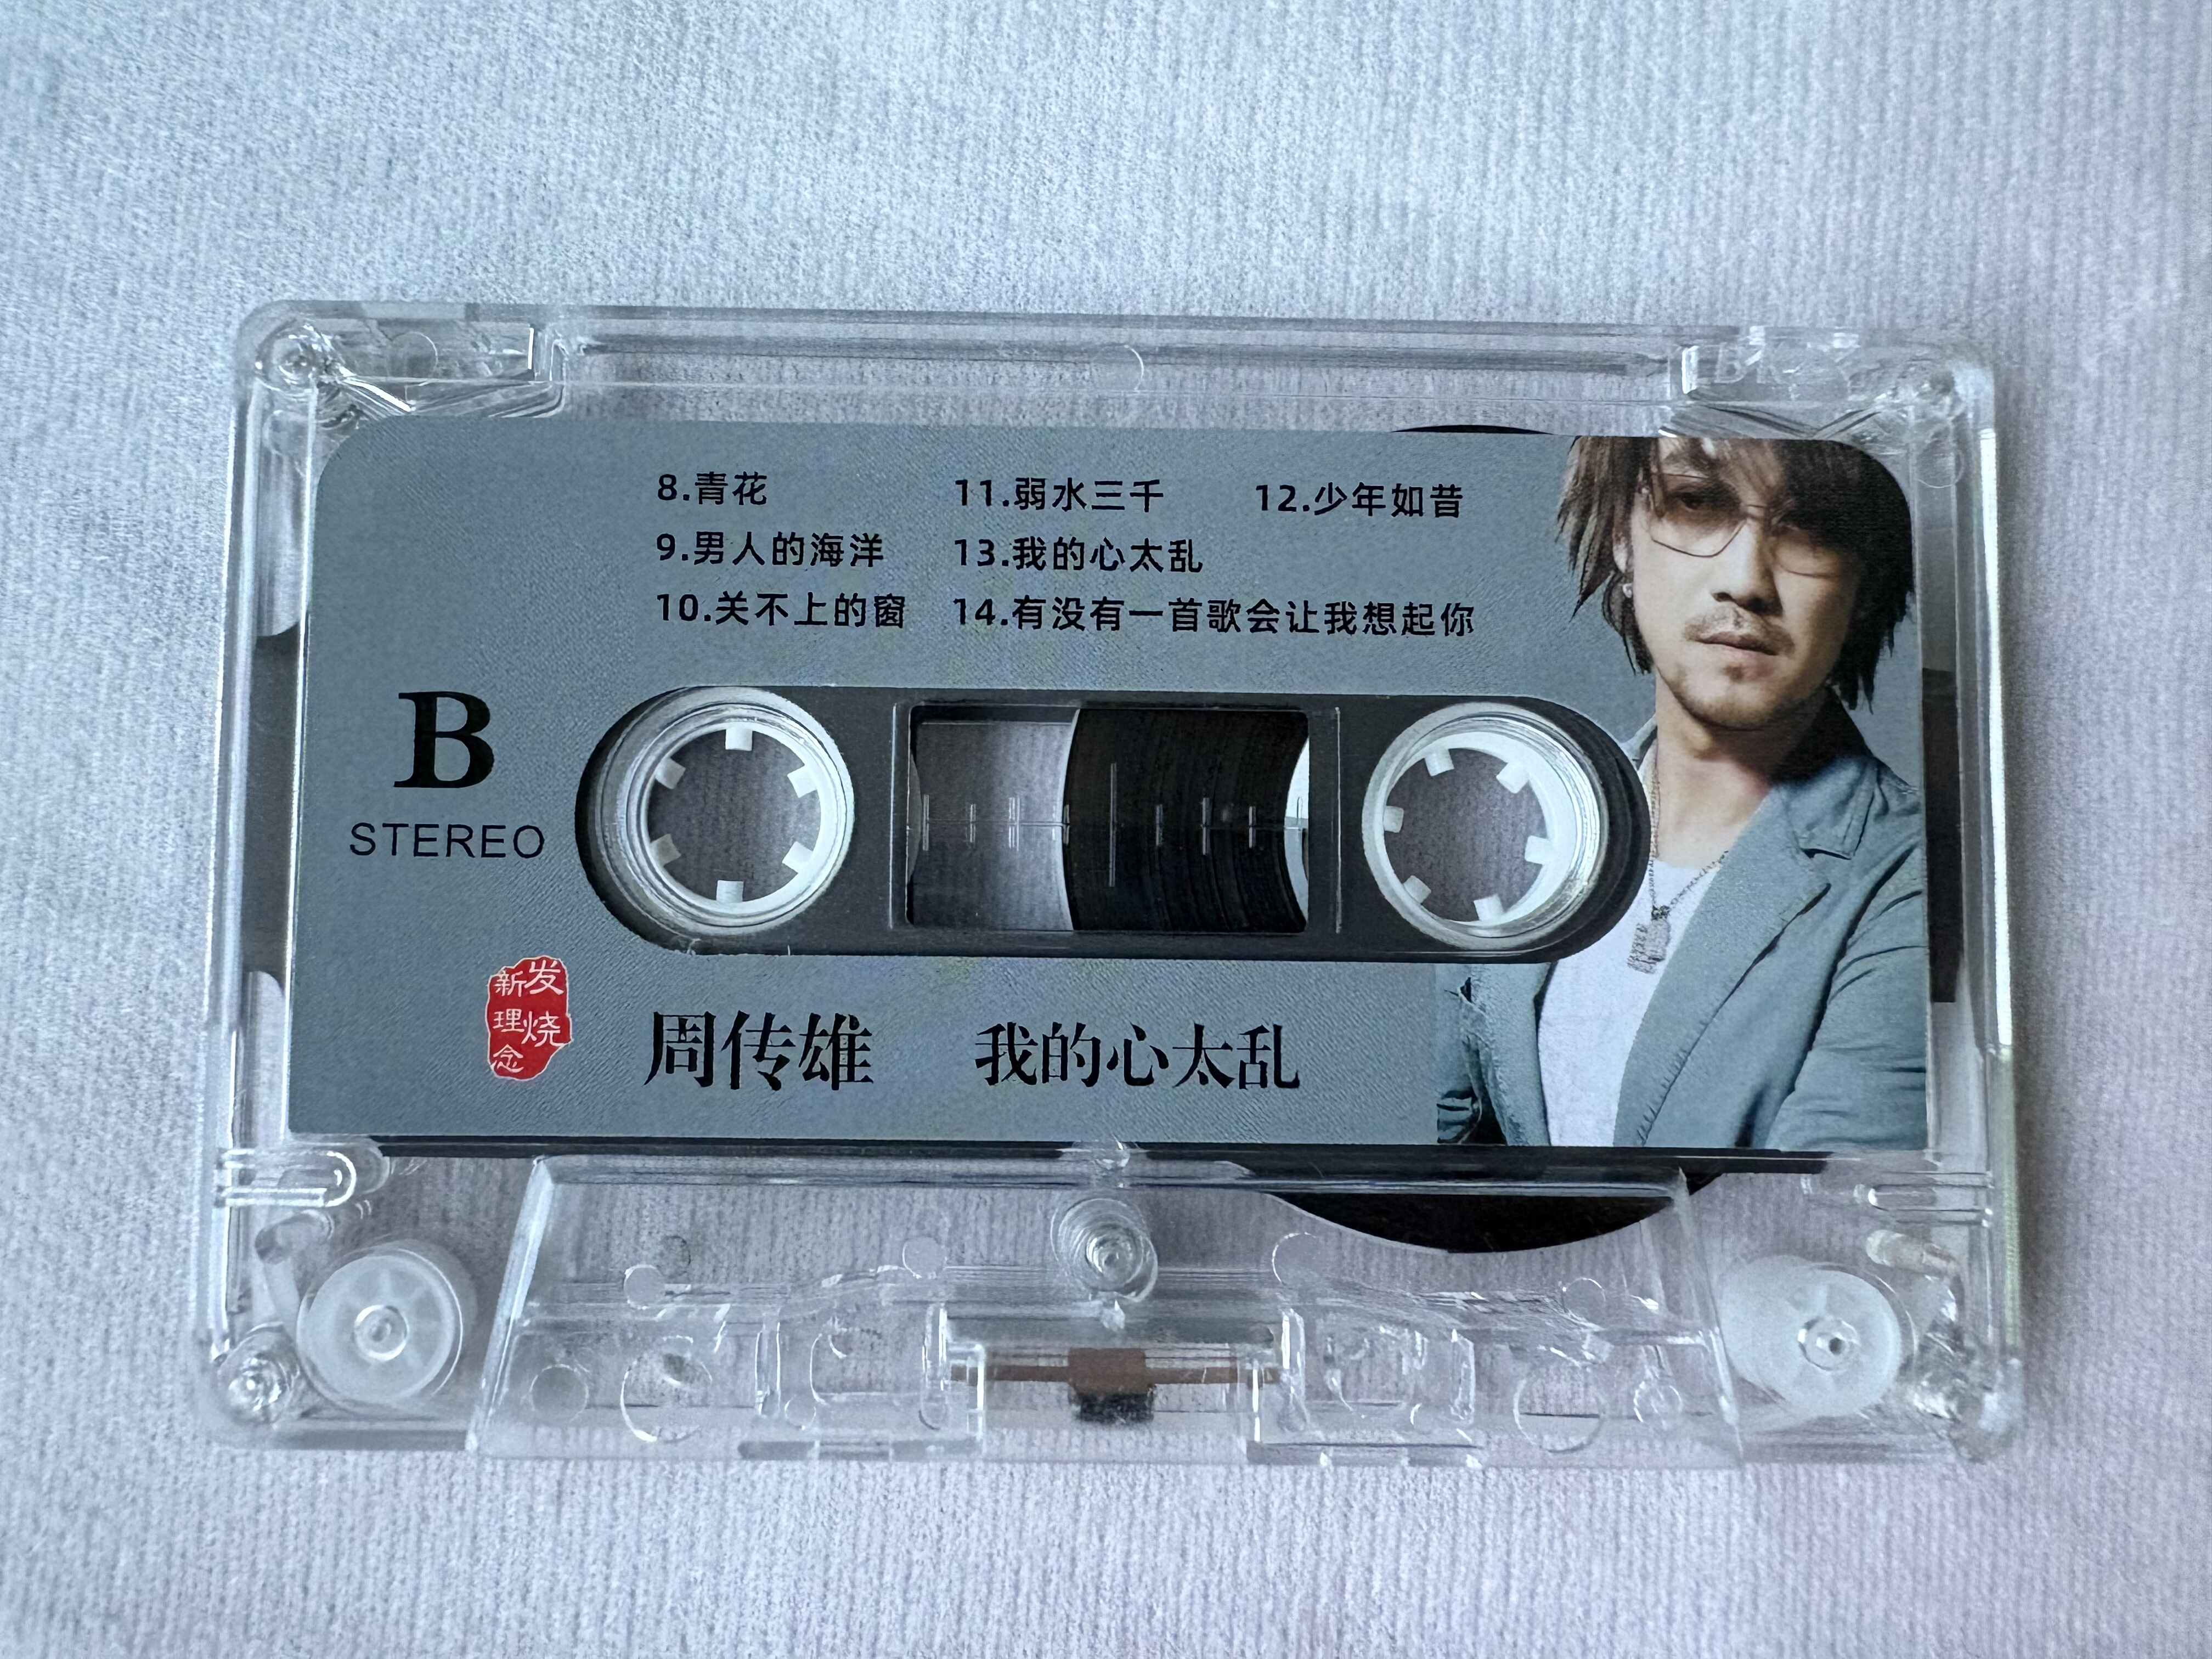 8.青花
9.男人的海洋
10.关不上的窗
11.弱水三千
12.少年如昔
13.我的心太乱
14.有没有一首歌会让我想起你
B
STEREO
发烧
新理念
周传雄 我的心太乱